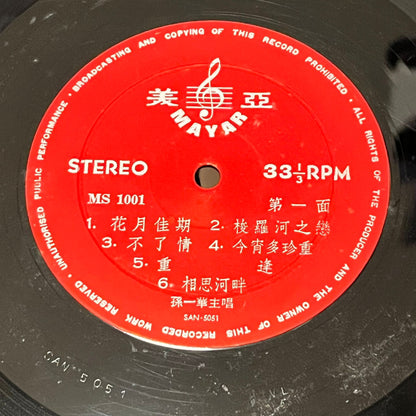 UNAUTHORISED PUBLIC PERFORMANCE · BROADCASTING AND COPYING OF THIS RECORD PROHIBITED · ALL RIGHTS OF THE PRODUCER AND THE OWNER OF THIS RECORDED WORK RESERVED ·
美亞
MAYAR
STEREO 33⅓RPM
MS 1001 第一面
1. 花月佳期 2. 梭羅河之戀
3. 不了情 4. 今宵多珍重
5. 重逢
6. 相思河畔
孫一華主唱
SAN-5051
SAN 5051